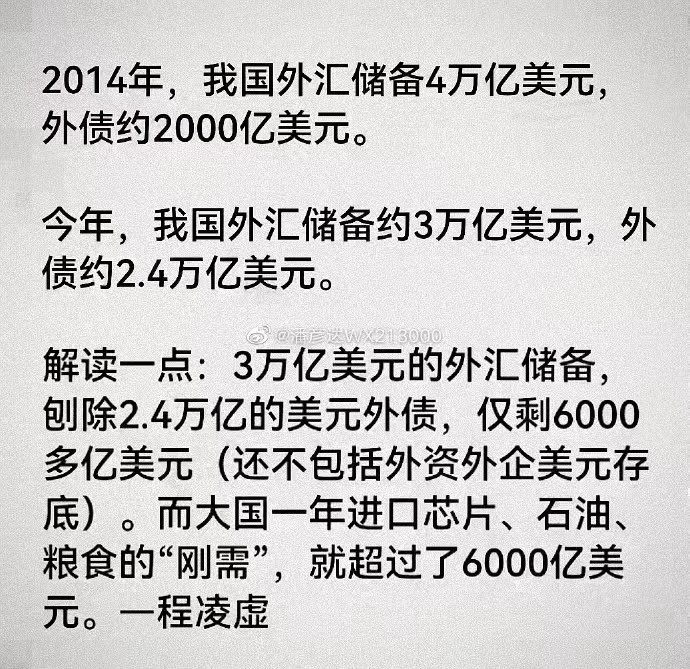 2014年，我国外汇储备4万亿美元，
外债约2000亿美元。
今年，我国外汇储备约3万亿美元，外
债约2.4万亿美元。
@潘彦达WX213000
解读一点：3万亿美元的外汇储备，
刨除2.4万亿的美元外债，仅剩6000
多亿美元（还不包括外资外企美元存
底）。而大国一年进口芯片、石油、
粮食的“刚需”，就超过了6000亿美
元。一程凌虚